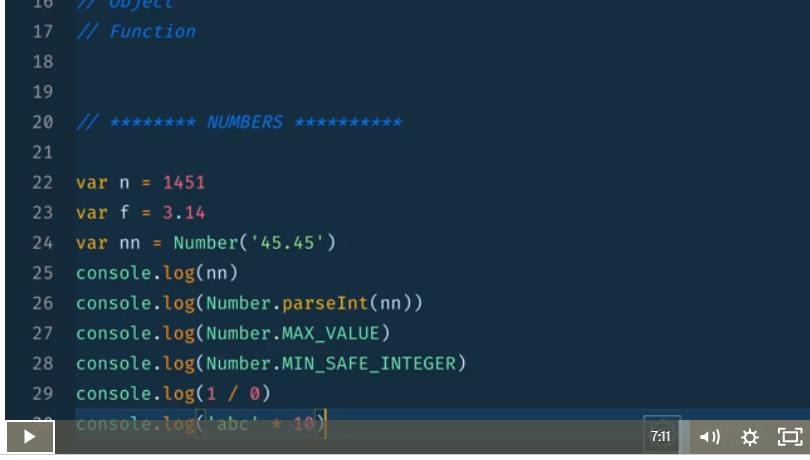 16 // Object
17 // Function
18
19
20 // ******** NUMBERS **********
21
22 var n = 1451
23 var f = 3.14
24 var nn = Number('45.45')
25 console.log(nn)
26 console.log(Number.parseInt(nn))
27 console.log(Number.MAX_VALUE)
28 console.log(Number.MIN_SAFE_INTEGER)
29 console.log(1 / 0)
30 console.log('abc' * 10)
7:11